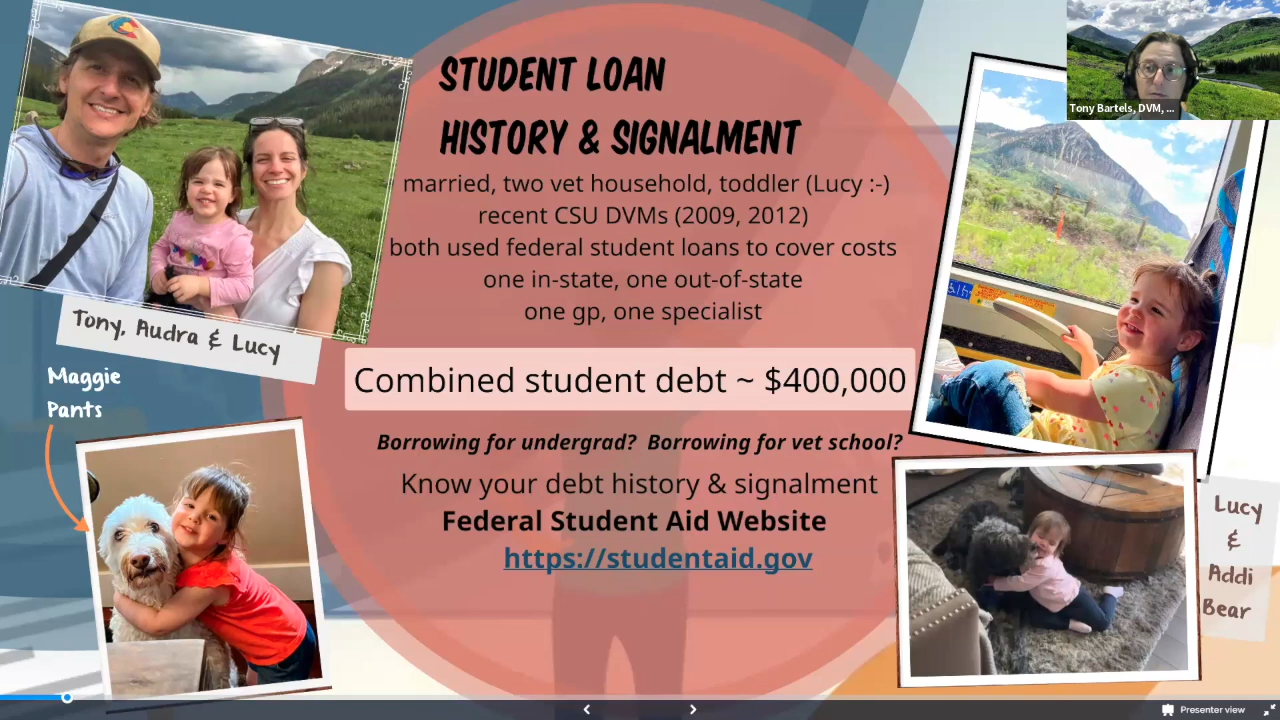 STUDENT LOAN
HISTORY & SIGNALMENT
married, two vet household, toddler (Lucy :-)
recent CSU DVMs (2009, 2012)
both used federal student loans to cover costs
one in-state, one out-of-state
one gp, one specialist
Combined student debt ~ $400,000
Borrowing for undergrad? Borrowing for vet school?
Know your debt history & signalment
Federal Student Aid Website
https://studentaid.gov
Tony, Audra & Lucy
Maggie
Pants
Lucy
&
Addi
Bear
Tony Bartels, DVM, ...
Presenter view